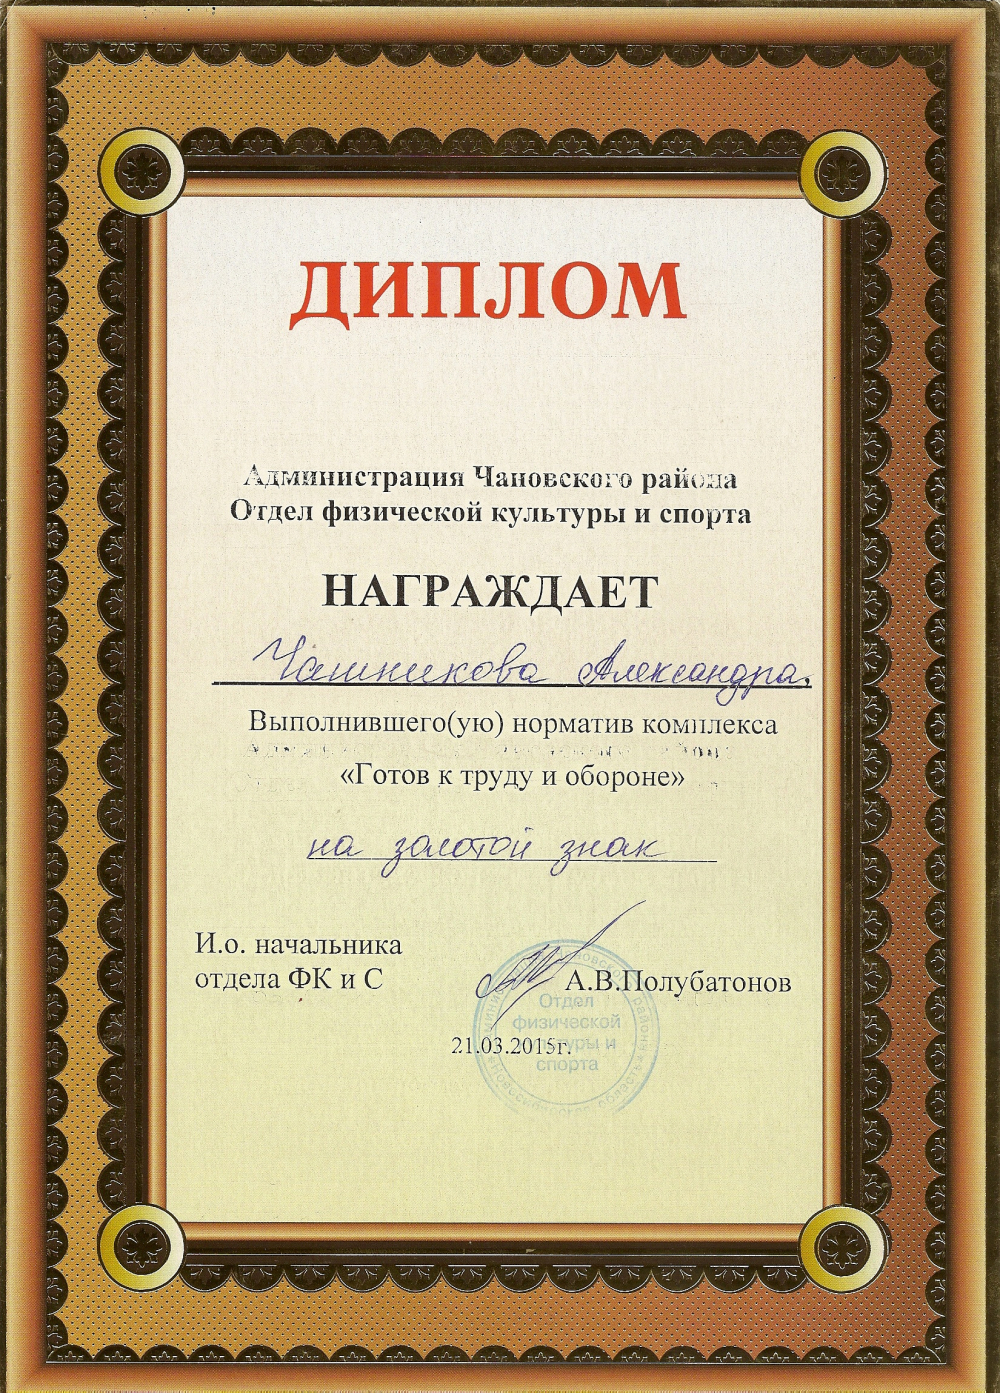 ДИПЛОМ
Администрация Чановского района
Отдел физической культуры и спорта
НАГРАЖДАЕТ
Чашникова Александра.
Выполнившего(ую) норматив комплекса
«Готов к труду и обороне»
на золотой знак
И.о. начальника
отдела ФК и С
А.В.Полубатонов
21.03.2015г.
Отдел
физической
культуры и
спорта